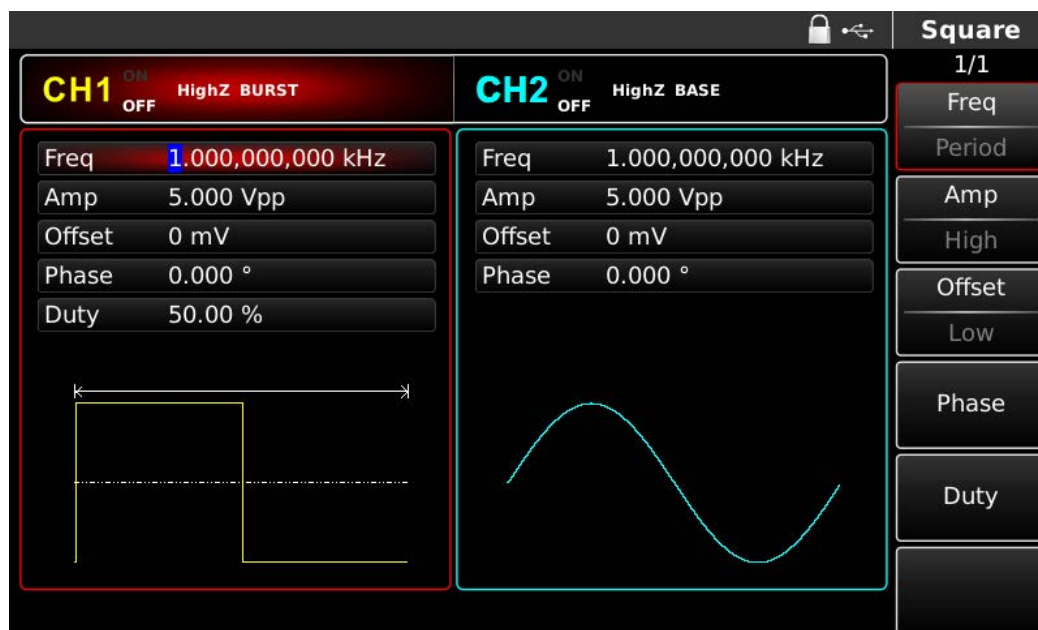 Square
1/1
CH1 ON OFF HighZ BURST
CH2 ON OFF HighZ BASE
Freq 1.000,000,000 kHz
Amp 5.000 Vpp
Offset 0 mV
Phase 0.000 °
Duty 50.00 %
Freq 1.000,000,000 kHz
Amp 5.000 Vpp
Offset 0 mV
Phase 0.000 °
Freq
Period
Amp
High
Offset
Low
Phase
Duty